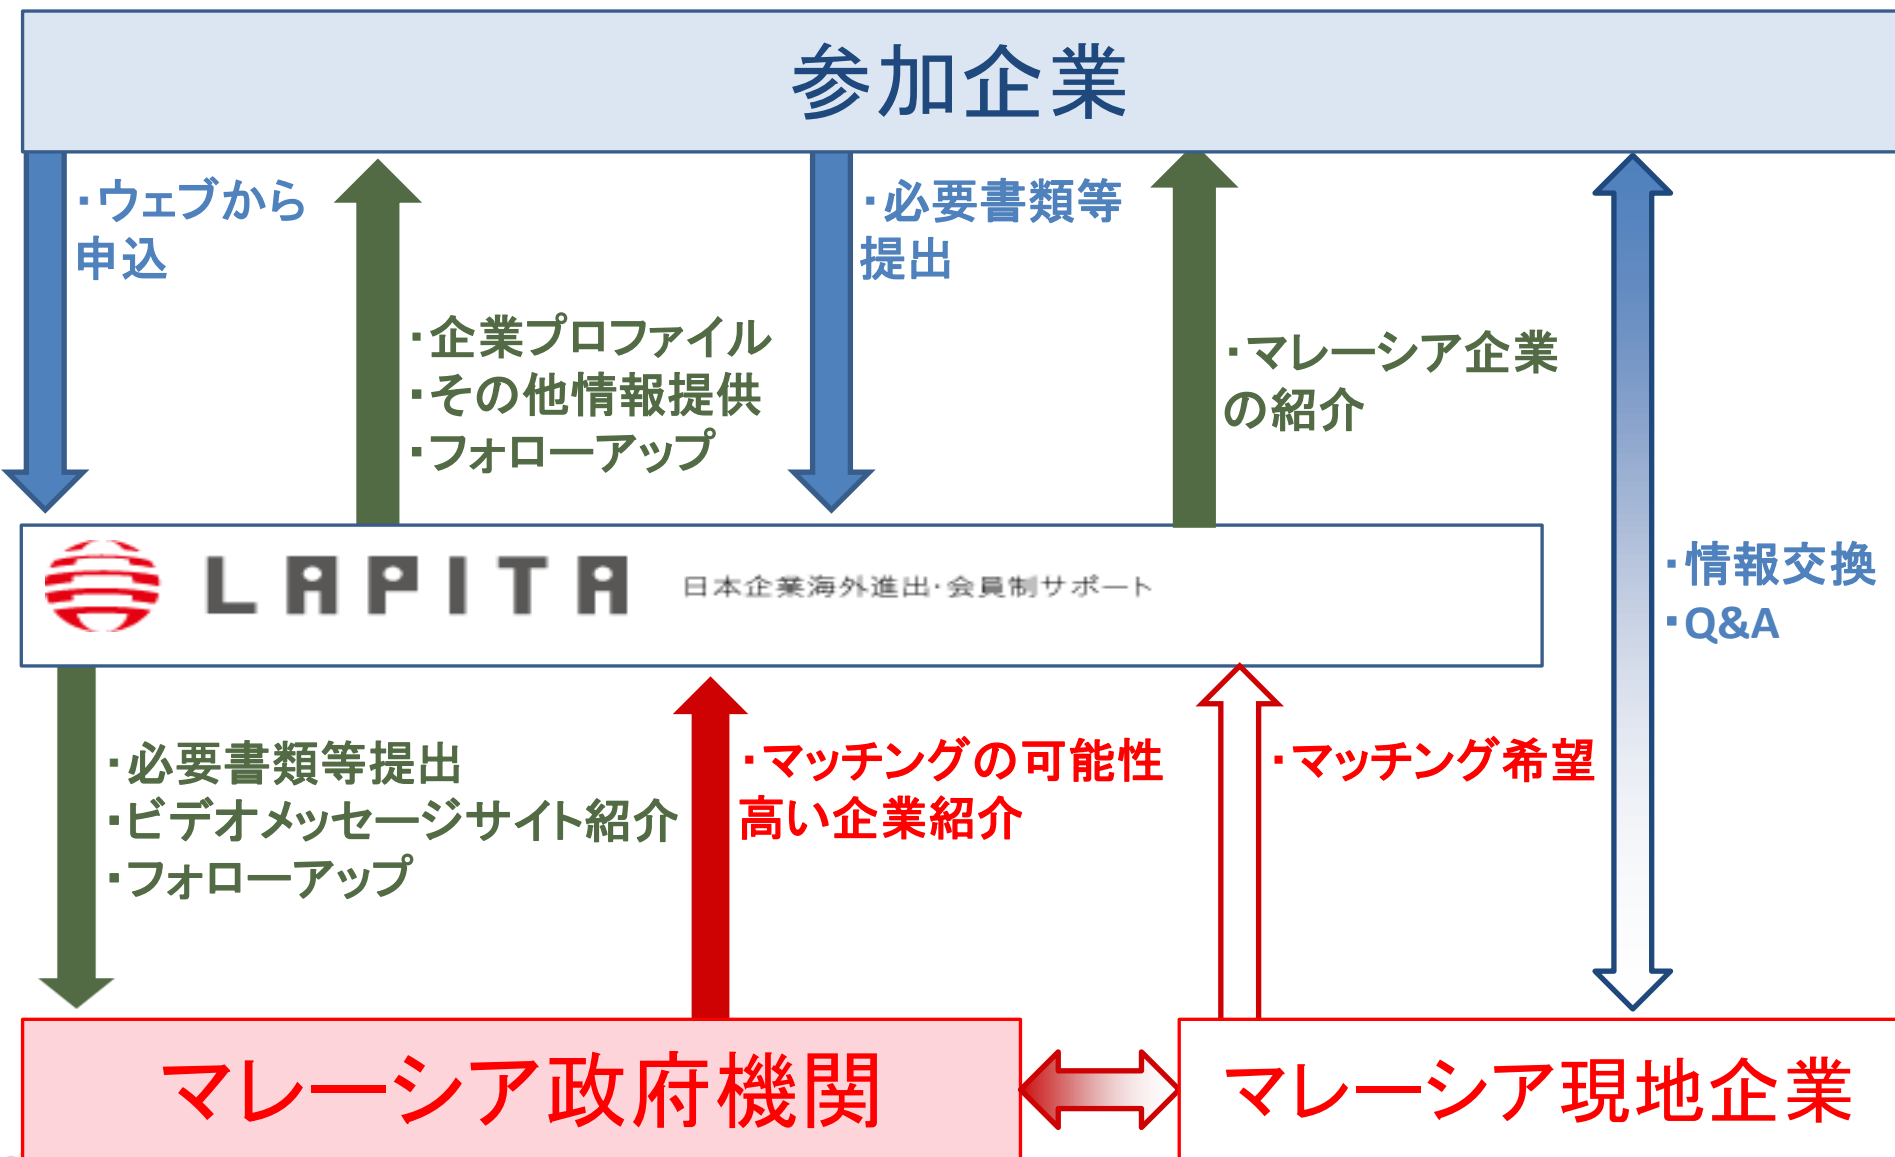 参加企業
・ウェブから
申込
・企業プロファイル
・その他情報提供
・フォローアップ
・必要書類等
提出
・マレーシア企業
の紹介
・情報交換
・Q&A
LAPITA 日本企業海外進出・会員制サポート
・必要書類等提出
・ビデオメッセージサイト紹介
・フォローアップ
・マッチングの可能性
高い企業紹介
・マッチング希望
マレーシア政府機関
マレーシア現地企業